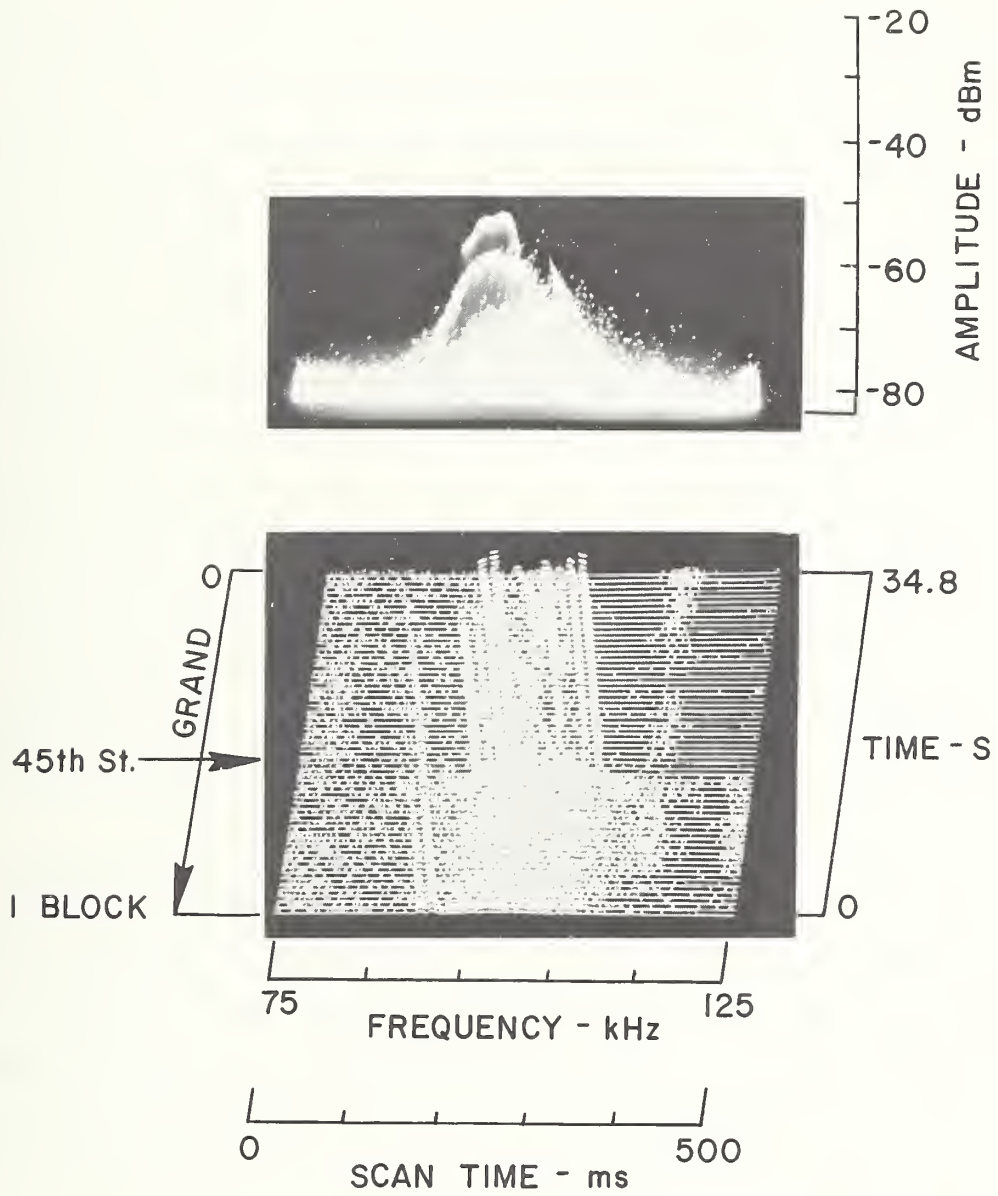 -20
-40
-60
-80
AMPLITUDE - dBm
0
34.8
GRAND
45th St.
TIME - S
1 BLOCK
0
75
125
FREQUENCY - kHz
0
500
SCAN TIME - ms